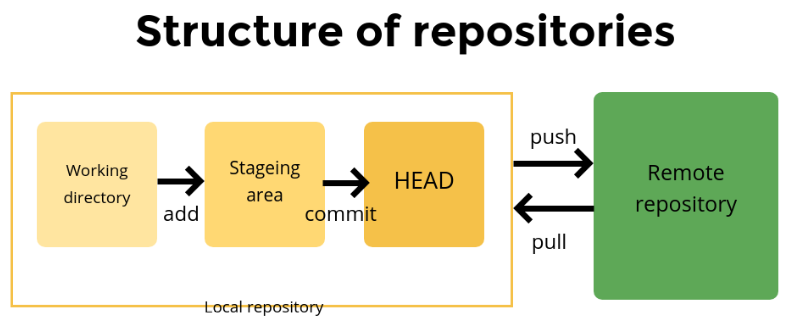 Structure of repositories
Working
directory
add
Stageing
area
commit
HEAD
push
pull
Remote
repository
Local repository